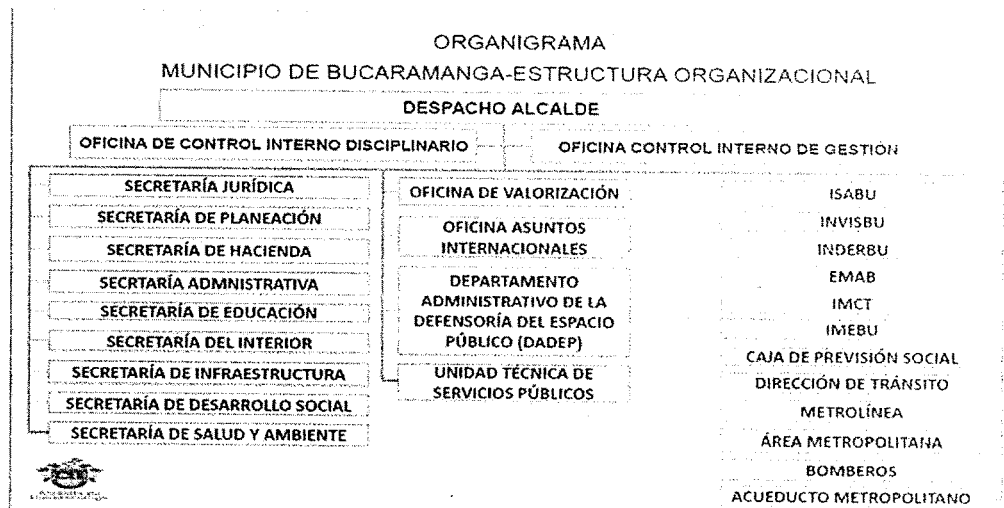 ORGANIGRAMA
MUNICIPIO DE BUCARAMANGA-ESTRUCTURA ORGANIZACIONAL
DESPACHO ALCALDE
OFICINA DE CONTROL INTERNO DISCIPLINARIO
OFICINA CONTROL INTERNO DE GESTIÓN
SECRETARÍA JURÍDICA
SECRETARÍA DE PLANEACIÓN
SECRETARÍA DE HACIENDA
SECRTARÍA ADMNISTRATIVA
SECRETARÍA DE EDUCACIÓN
SECRETARÍA DEL INTERIOR
SECRETARÍA DE INFRAESTRUCTURA
SECRETARÍA DE DESARROLLO SOCIAL
SECRETARÍA DE SALUD Y AMBIENTE
OFICINA DE VALORIZACIÓN
OFICINA ASUNTOS
INTERNACIONALES
DEPARTAMENTO
ADMINISTRATIVO DE LA
DEFENSORÍA DEL ESPACIO
PÚBLICO (DADEP)
UNIDAD TÉCNICA DE
SERVICIOS PÚBLICOS
ISABU
INVISBU
INDERBU
EMAB
IMCT
IMEBU
CAJA DE PREVISIÓN SOCIAL
DIRECCIÓN DE TRÁNSITO
METROLÍNEA
ÁREA METROPOLITANA
BOMBEROS
ACUEDUCTO METROPOLITANO